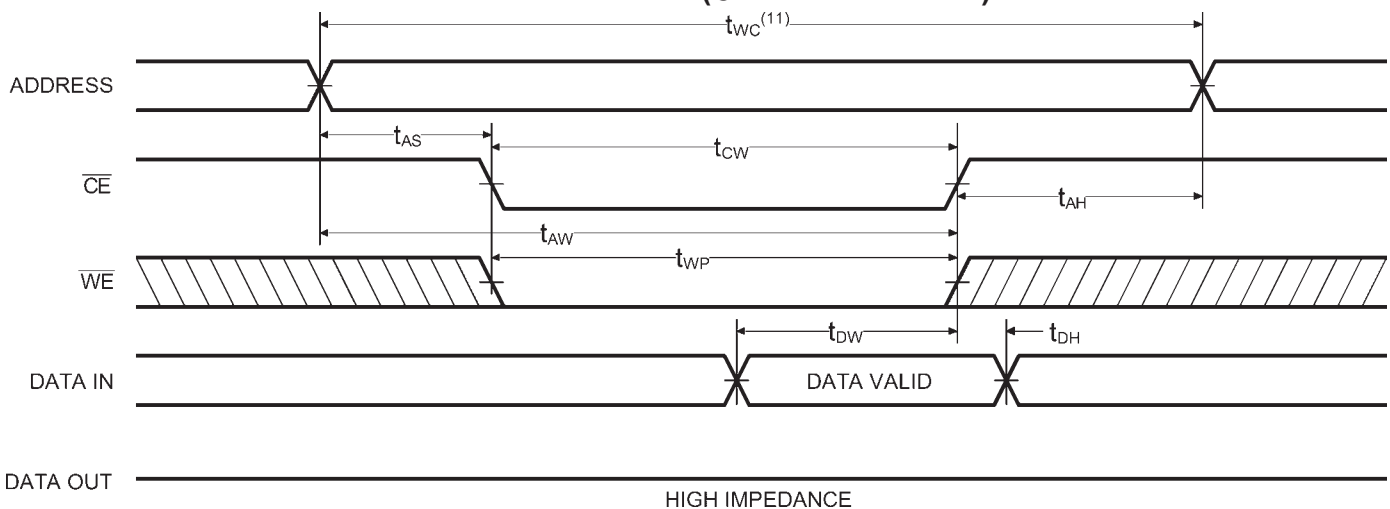 tWC(11)
ADDRESS
tAS
tCW
CE
tAH
tAW
tWP
WE
tDW
tDH
DATA IN
DATA VALID
DATA OUT
HIGH IMPEDANCE